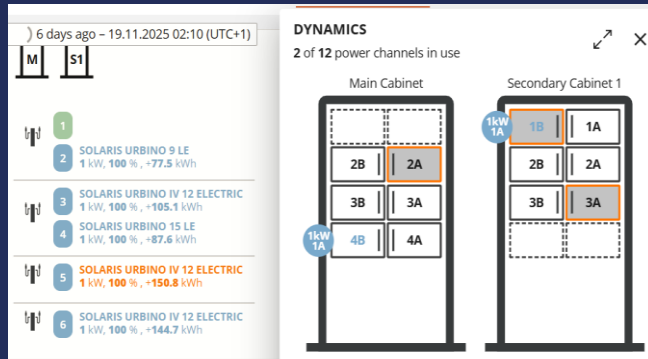 ) 6 days ago – 19.11.2025 02:10 (UTC+1)
M S1
1
2 SOLARIS URBINO 9 LE
1 kW, 100 % , +77.5 kWh
3 SOLARIS URBINO IV 12 ELECTRIC
1 kW, 100 % , +105.1 kWh
4 SOLARIS URBINO 15 LE
1 kW, 100 % , +87.6 kWh
5 SOLARIS URBINO IV 12 ELECTRIC
1 kW, 100 % , +150.8 kWh
6 SOLARIS URBINO IV 12 ELECTRIC
1 kW, 100 % , +144.7 kWh
DYNAMICS
2 of 12 power channels in use
Main Cabinet
2B 2A
3B 3A
1kW
1A
4B 4A
Secondary Cabinet 1
1kW
1A
1B 1A
2B 2A
3B 3A